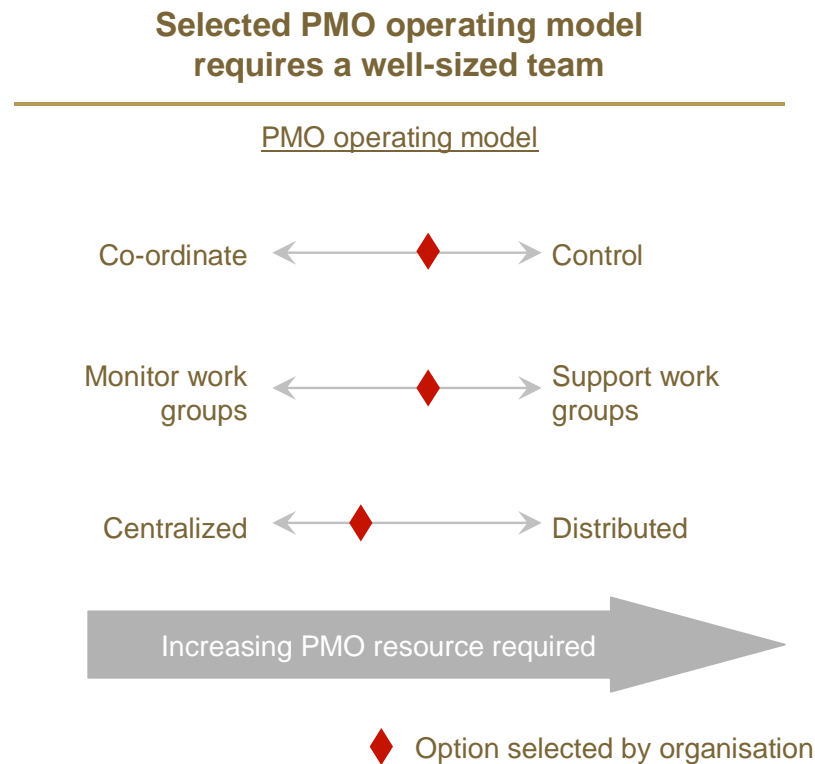 Selected PMO operating model
requires a well-sized team
PMO operating model
Co-ordinate
Control
Monitor work
groups
Support work
groups
Centralized
Distributed
Increasing PMO resource required
Option selected by organisation